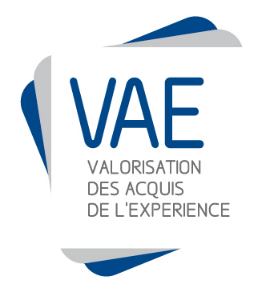 VAE
VALORISATION
DES ACQUIS
DE L'EXPERIENCE